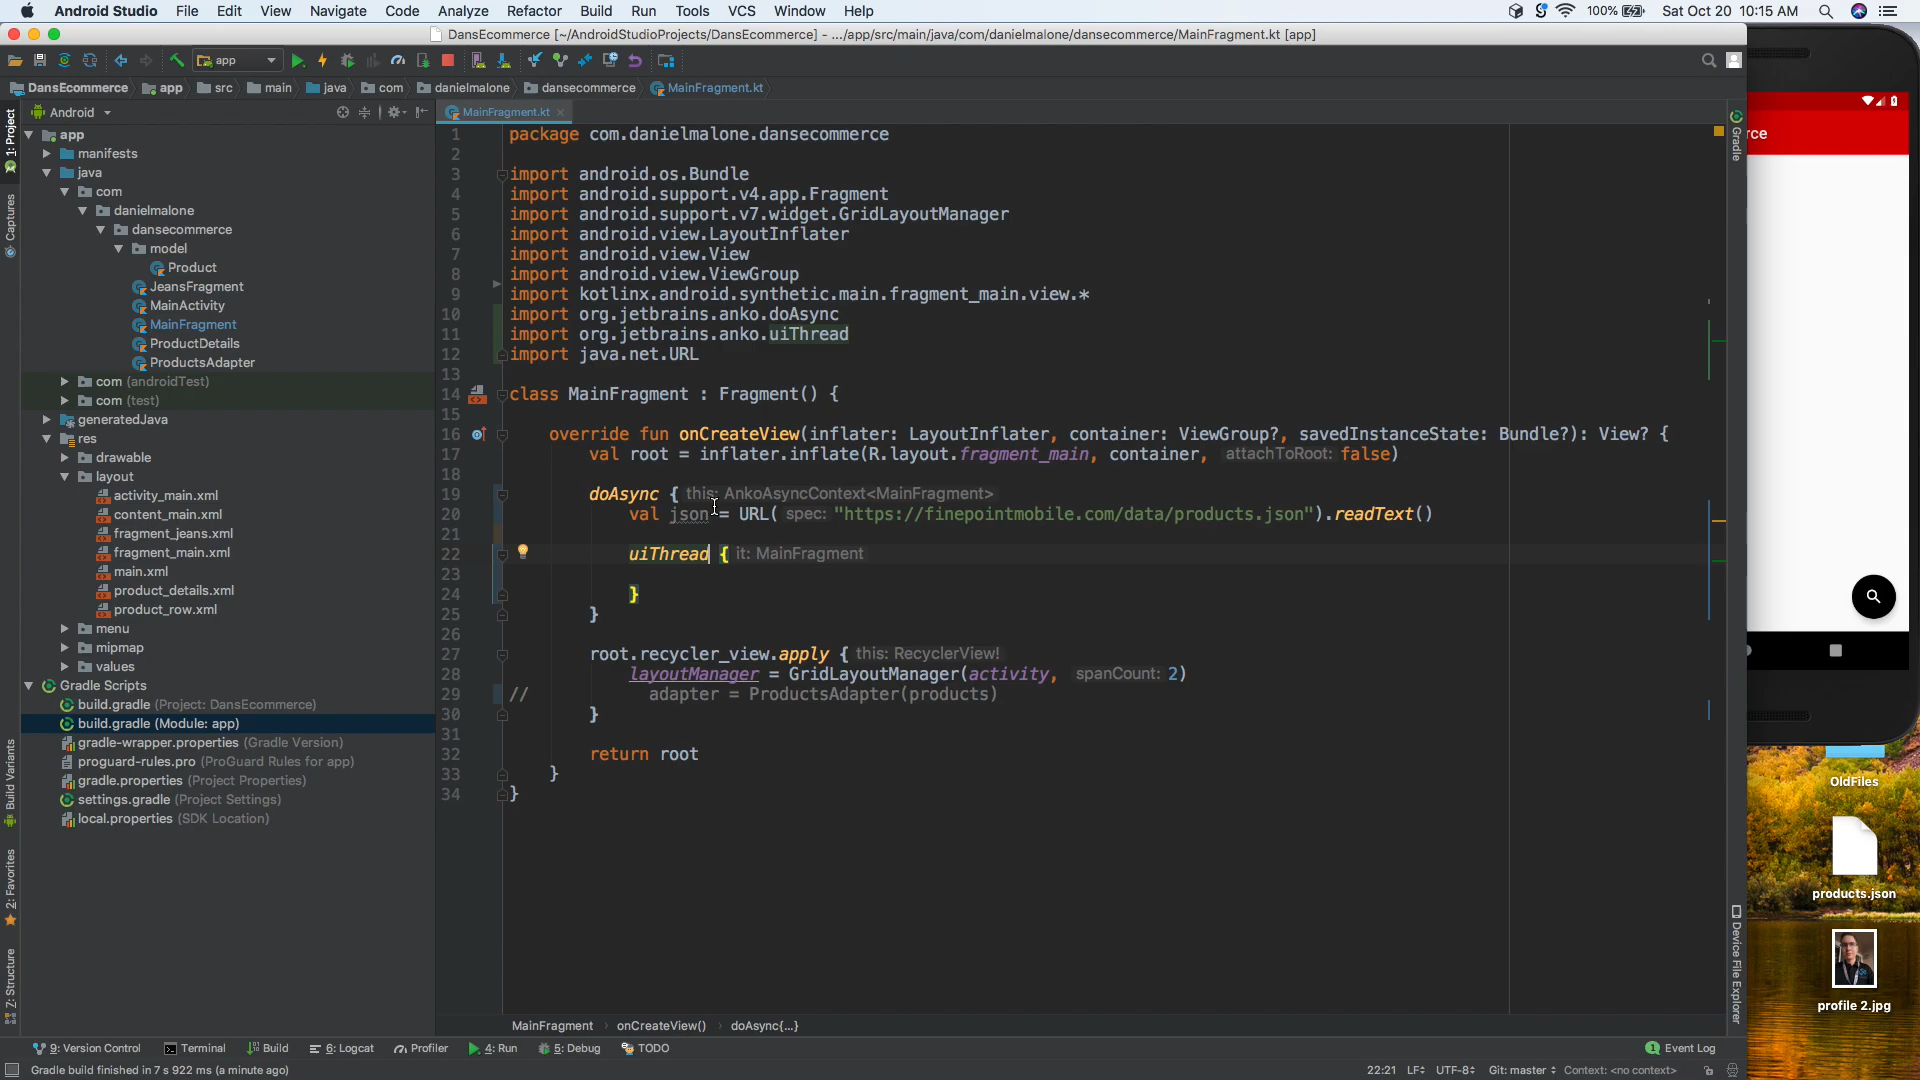 Android Studio File Edit View Navigate Code Analyze Refactor Build Run Tools VCS Window Help 100% Sat Oct 20 10:15 AM
DansEcommerce [~/AndroidStudioProjects/DansEcommerce] - .../app/src/main/java/com/danielmalone/dansecommerce/MainFragment.kt [app]
app
DansEcommerce app src main java com danielmalone dansecommerce MainFragment.kt
Android
MainFragment.kt
1: Project
Captures
Build Variants
2: Favorites
7: Structure
app
manifests
java
com
danielmalone
dansecommerce
model
Product
JeansFragment
MainActivity
MainFragment
ProductDetails
ProductsAdapter
com (androidTest)
com (test)
generatedJava
res
drawable
layout
activity_main.xml
content_main.xml
fragment_jeans.xml
fragment_main.xml
main.xml
product_details.xml
product_row.xml
menu
mipmap
values
Gradle Scripts
build.gradle (Project: DansEcommerce)
build.gradle (Module: app)
gradle-wrapper.properties (Gradle Version)
proguard-rules.pro (ProGuard Rules for app)
gradle.properties (Project Properties)
settings.gradle (Project Settings)
local.properties (SDK Location)
1 package com.danielmalone.dansecommerce
2
3 import android.os.Bundle
4 import android.support.v4.app.Fragment
5 import android.support.v7.widget.GridLayoutManager
6 import android.view.LayoutInflater
7 import android.view.View
8 import android.view.ViewGroup
9 import kotlinx.android.synthetic.main.fragment_main.view.*
10 import org.jetbrains.anko.doAsync
11 import org.jetbrains.anko.uiThread
12 import java.net.URL
13
14 class MainFragment : Fragment() {
15
16 override fun onCreateView(inflater: LayoutInflater, container: ViewGroup?, savedInstanceState: Bundle?): View? {
17 val root = inflater.inflate(R.layout.fragment_main, container, attachToRoot: false)
18
19 doAsync { this: AnkoAsyncContext<MainFragment>
20 val json = URL( spec: "https://finepointmobile.com/data/products.json").readText()
21
22 uiThread { it: MainFragment
23
24 }
25 }
26
27 root.recycler_view.apply { this: RecyclerView!
28 layoutManager = GridLayoutManager(activity, spanCount: 2)
29 // adapter = ProductsAdapter(products)
30 }
31
32 return root
33 }
34 }
Gradle
Device File Explorer
MainFragment › onCreateView() › doAsync{...}
9: Version Control Terminal Build 6: Logcat Profiler 4: Run 5: Debug TODO 1 Event Log
Gradle build finished in 7 s 922 ms (a minute ago) 22:21 LF UTF-8 Git: master Context: <no context>
rce
OldFiles
products.json
profile 2.jpg